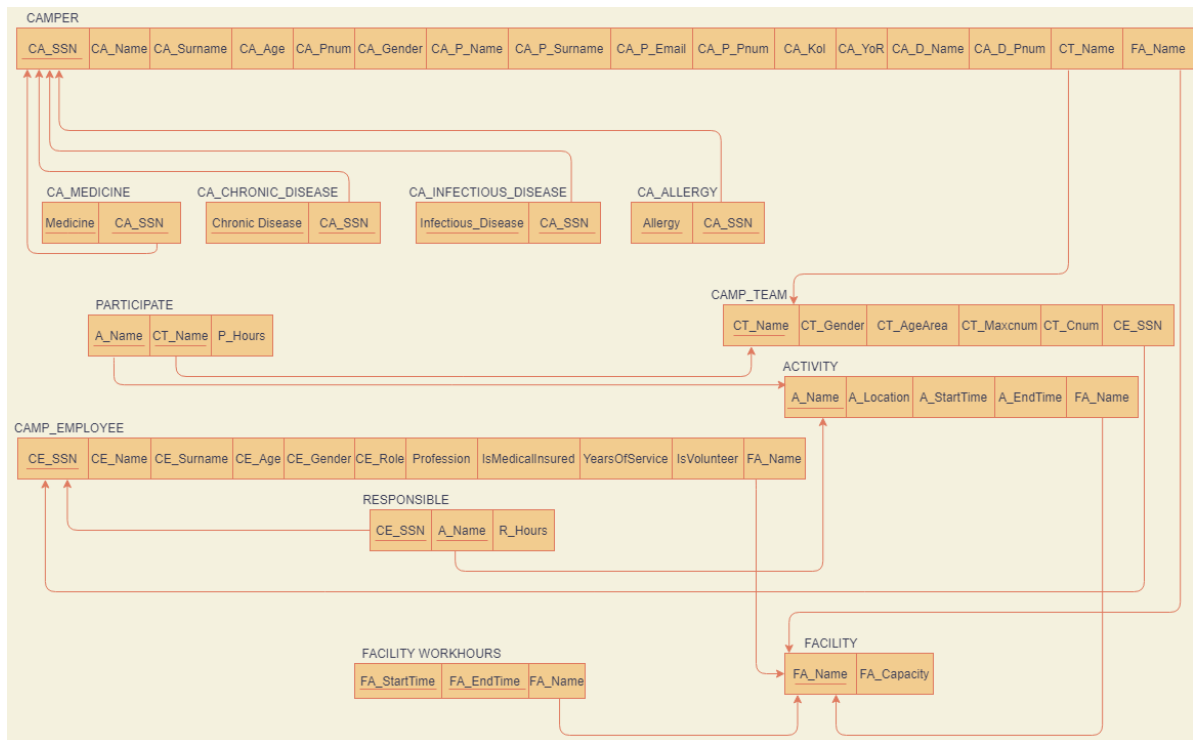 CAMPER
CA_SSN CA_Name CA_Surname CA_Age CA_Pnum CA_Gender CA_P_Name CA_P_Surname CA_P_Email CA_P_Pnum CA_Kol CA_YoR CA_D_Name CA_D_Pnum CT_Name FA_Name
CA_MEDICINE CA_CHRONIC_DISEASE CA_INFECTIOUS_DISEASE CA_ALLERGY
Medicine CA_SSN Chronic Disease CA_SSN Infectious_Disease CA_SSN Allergy CA_SSN
CAMP_TEAM
CT_Name CT_Gender CT_AgeArea CT_Maxcnum CT_Cnum CE_SSN
PARTICIPATE
A_Name CT_Name P_Hours
ACTIVITY
A_Name A_Location A_StartTime A_EndTime FA_Name
CAMP_EMPLOYEE
CE_SSN CE_Name CE_Surname CE_Age CE_Gender CE_Role Profession IsMedicalInsured YearsOfService IsVolunteer FA_Name
RESPONSIBLE
CE_SSN A_Name R_Hours
FACILITY
FA_Name FA_Capacity
FACILITY WORKHOURS
FA_StartTime FA_EndTime FA_Name